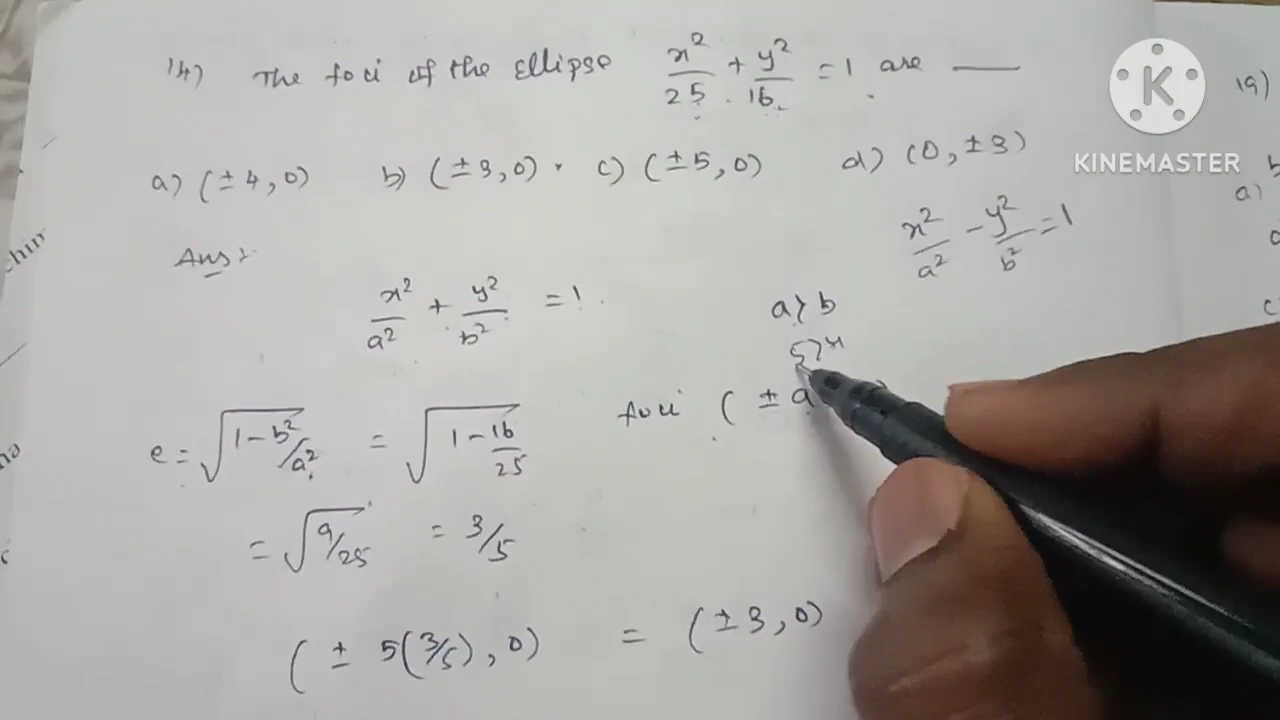 14) The foci of the Ellipse x²/25 + y²/16 = 1 are ___
KINEMASTER
a) (±4, 0) b) (±3, 0) c) (±5, 0) d) (0, ±3)
Ans:
x²/a² - y²/b² = 1
x²/a² + y²/b² = 1
a > b
5 > 4
e = √(1 - b²/a²) = √(1 - 16/25)
foci (± a
= √(9/25) = 3/5
(± 5(3/5), 0) = (±3, 0)
19)
a)